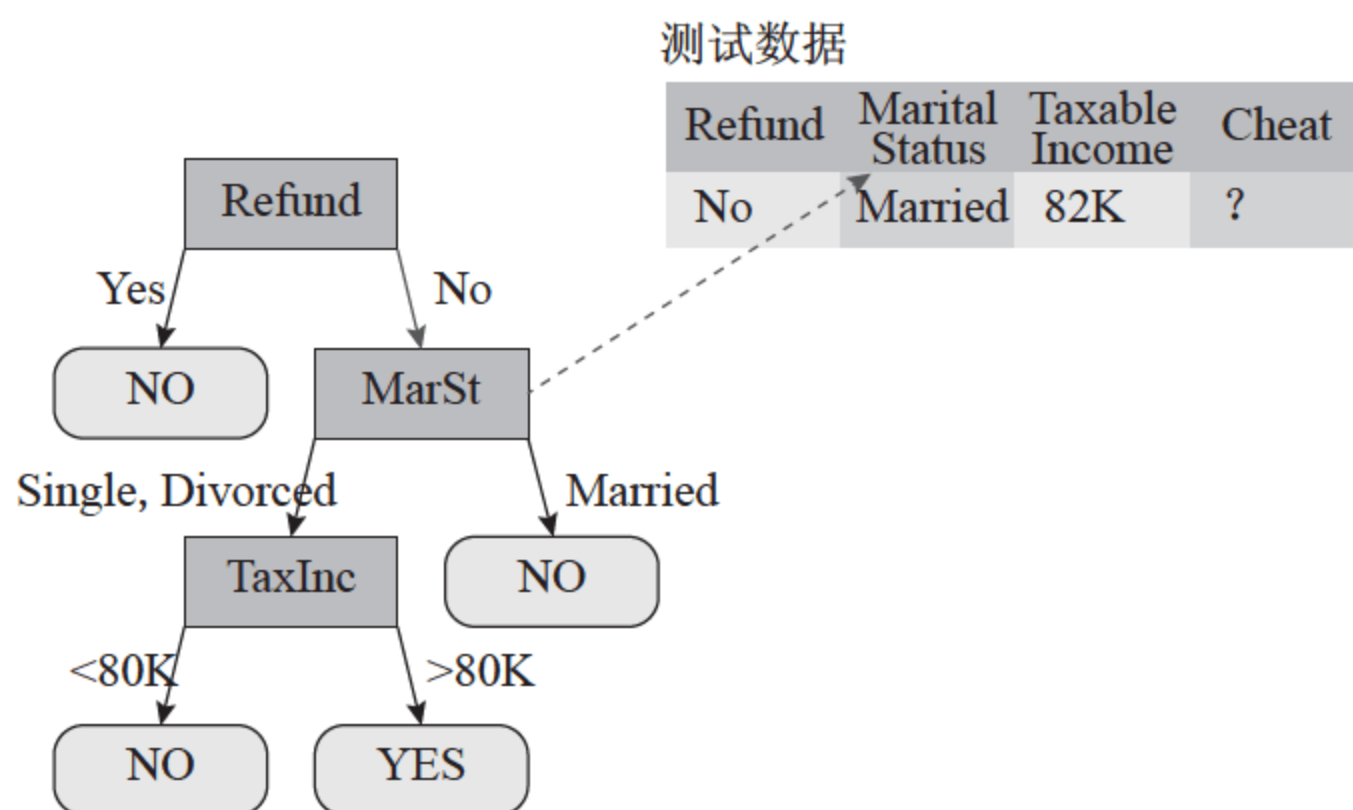 测试数据
Refund Marital Status Taxable Income Cheat
No Married 82K ?
Refund
Yes No
NO MarSt
Single, Divorced Married
TaxInc NO
<80K >80K
NO YES